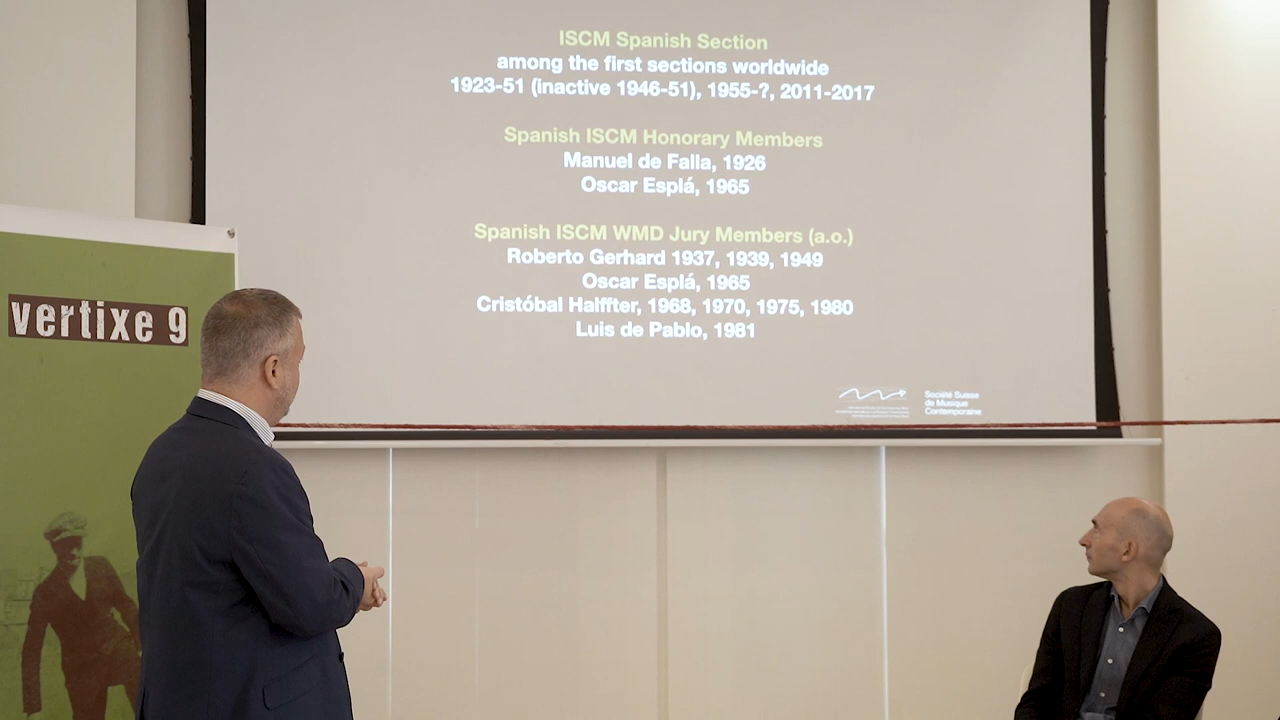 ISCM Spanish Section
among the first sections worldwide
1923-51 (inactive 1946-51), 1955-?, 2011-2017
Spanish ISCM Honorary Members
Manuel de Falla, 1926
Oscar Esplá, 1965
Spanish ISCM WMD Jury Members (a.o.)
Roberto Gerhard 1937, 1939, 1949
Oscar Esplá, 1965
Cristóbal Halffter, 1968, 1970, 1975, 1980
Luis de Pablo, 1981
Société Suisse
de Musique
Contemporaine
vertixe 9